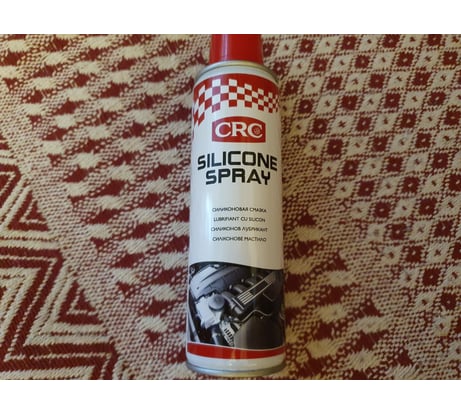 CRC
SILICONE
SPRAY
СИЛИКОНОВАЯ СМАЗКА
LUBRIFIANT CU SILICON
СИЛИКОНОВ ЛУБРИКАНТ
СИЛІКОНОВЕ МАСТИЛО